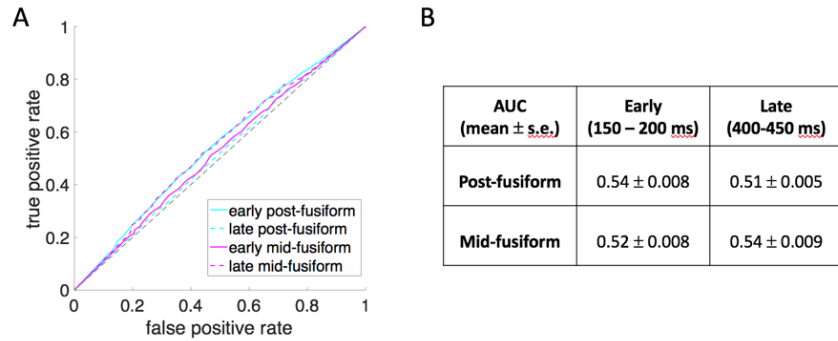 A
B
true positive rate
1
0.8
0.6
0.4
0.2
0
early post-fusiform
late post-fusiform
early mid-fusiform
late mid-fusiform
0
0.2
0.4
0.6
0.8
1
false positive rate
AUC
(mean ± s.e.)
Early
(150 – 200 ms)
Late
(400-450 ms)
Post-fusiform
0.54 ± 0.008
0.51 ± 0.005
Mid-fusiform
0.52 ± 0.008
0.54 ± 0.009